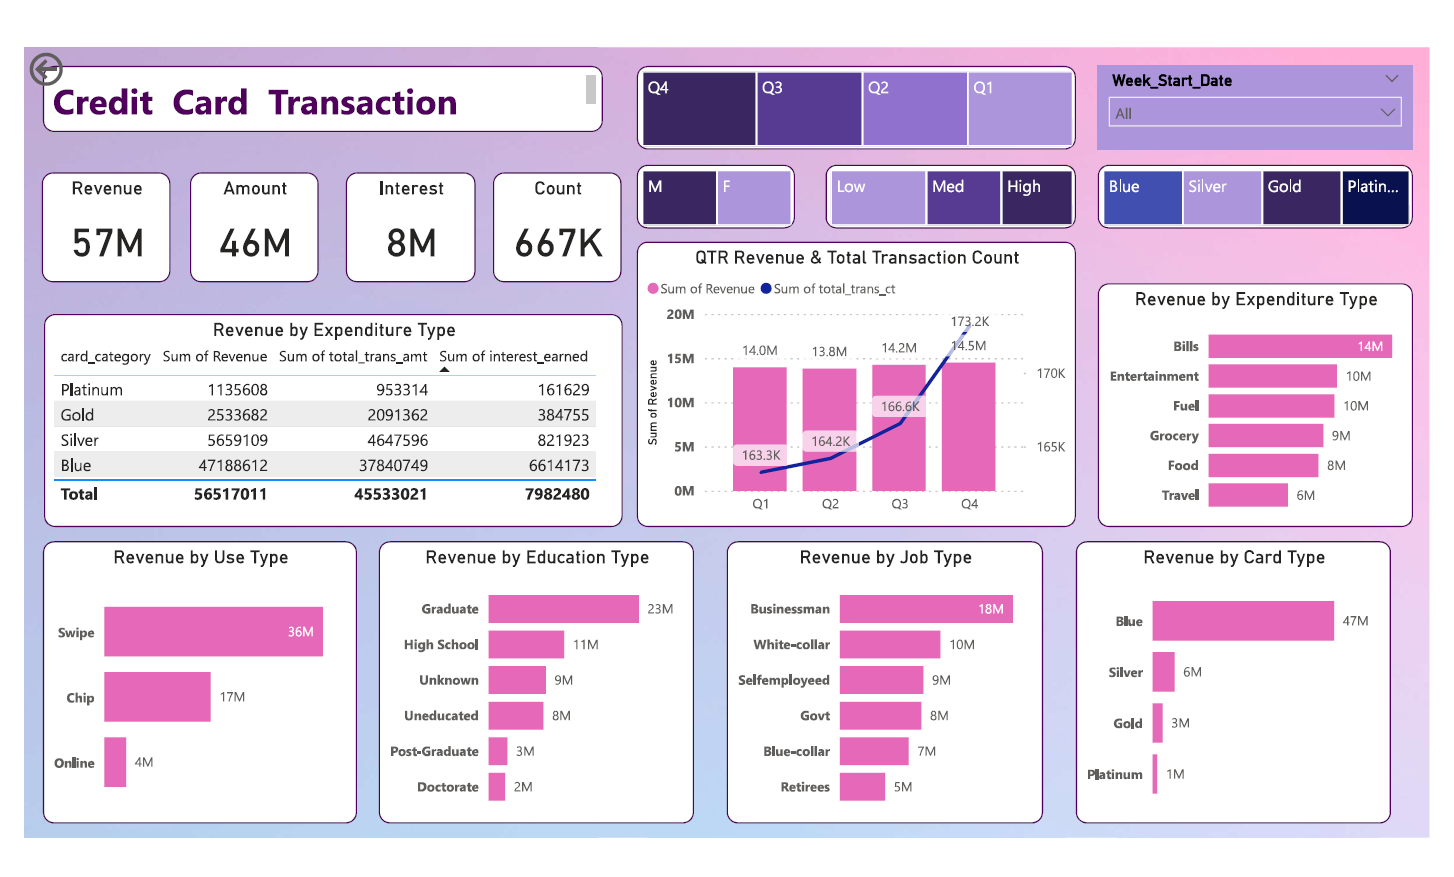 Credit Card Transaction
Q4 Q3 Q2 Q1
Week_Start_Date
All
Revenue
57M
Amount
46M
Interest
8M
Count
667K
M F
Low Med High
Blue Silver Gold Platin...
Revenue by Expenditure Type
card_category Sum of Revenue Sum of total_trans_amt Sum of interest_earned
Platinum 1135608 953314 161629
Gold 2533682 2091362 384755
Silver 5659109 4647596 821923
Blue 47188612 37840749 6614173
Total 56517011 45533021 7982480
QTR Revenue & Total Transaction Count
Sum of Revenue Sum of total_trans_ct
Sum of Revenue
20M
15M
10M
5M
0M
14.0M 13.8M 14.2M 14.5M
163.3K 164.2K 166.6K 173.2K
170K
165K
Q1 Q2 Q3 Q4
Revenue by Expenditure Type
Bills 14M
Entertainment 10M
Fuel 10M
Grocery 9M
Food 8M
Travel 6M
Revenue by Use Type
Swipe 36M
Chip 17M
Online 4M
Revenue by Education Type
Graduate 23M
High School 11M
Unknown 9M
Uneducated 8M
Post-Graduate 3M
Doctorate 2M
Revenue by Job Type
Businessman 18M
White-collar 10M
Selfemployeed 9M
Govt 8M
Blue-collar 7M
Retirees 5M
Revenue by Card Type
Blue 47M
Silver 6M
Gold 3M
Platinum 1M